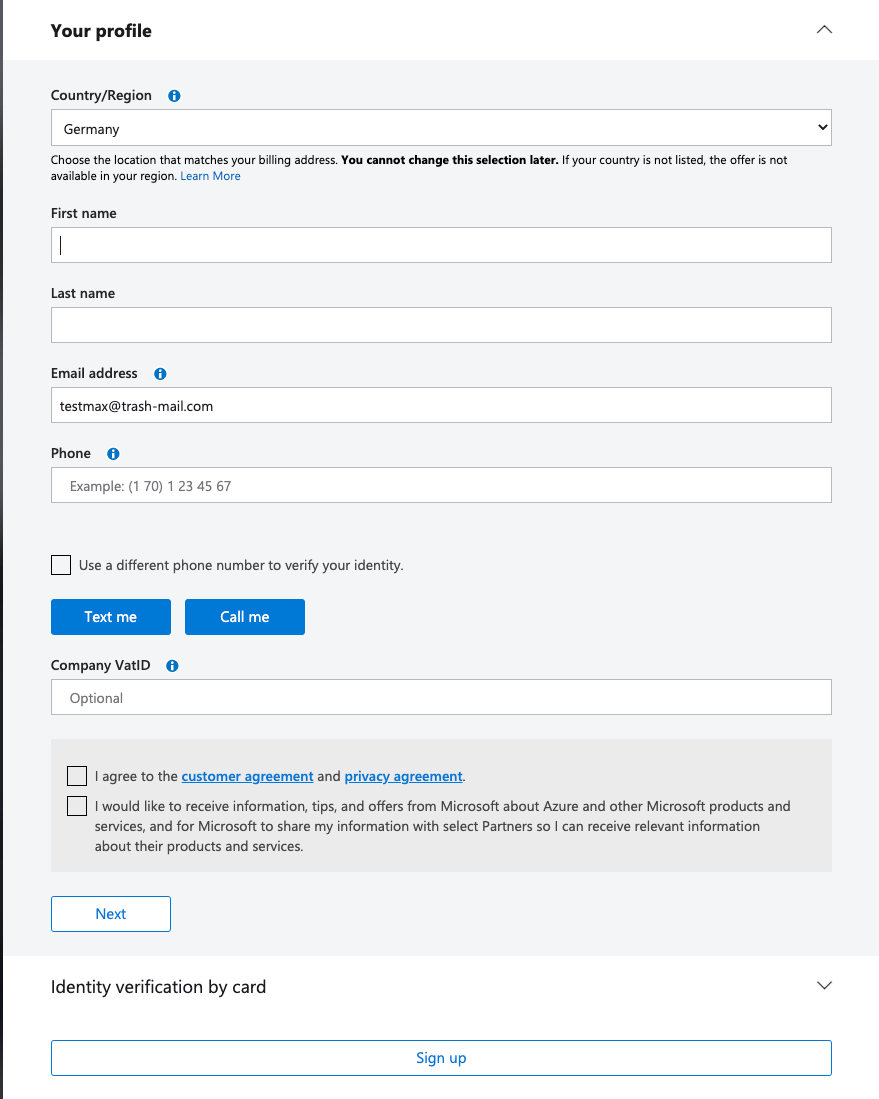 Your profile
Country/Region
Germany
Choose the location that matches your billing address. You cannot change this selection later. If your country is not listed, the offer is not
available in your region. Learn More
First name
Last name
Email address
testmax@trash-mail.com
Phone
Example: (1 70) 1 23 45 67
Use a different phone number to verify your identity.
Text me Call me
Company VatID
Optional
I agree to the customer agreement and privacy agreement.
I would like to receive information, tips, and offers from Microsoft about Azure and other Microsoft products and
services, and for Microsoft to share my information with select Partners so I can receive relevant information
about their products and services.
Next
Identity verification by card
Sign up